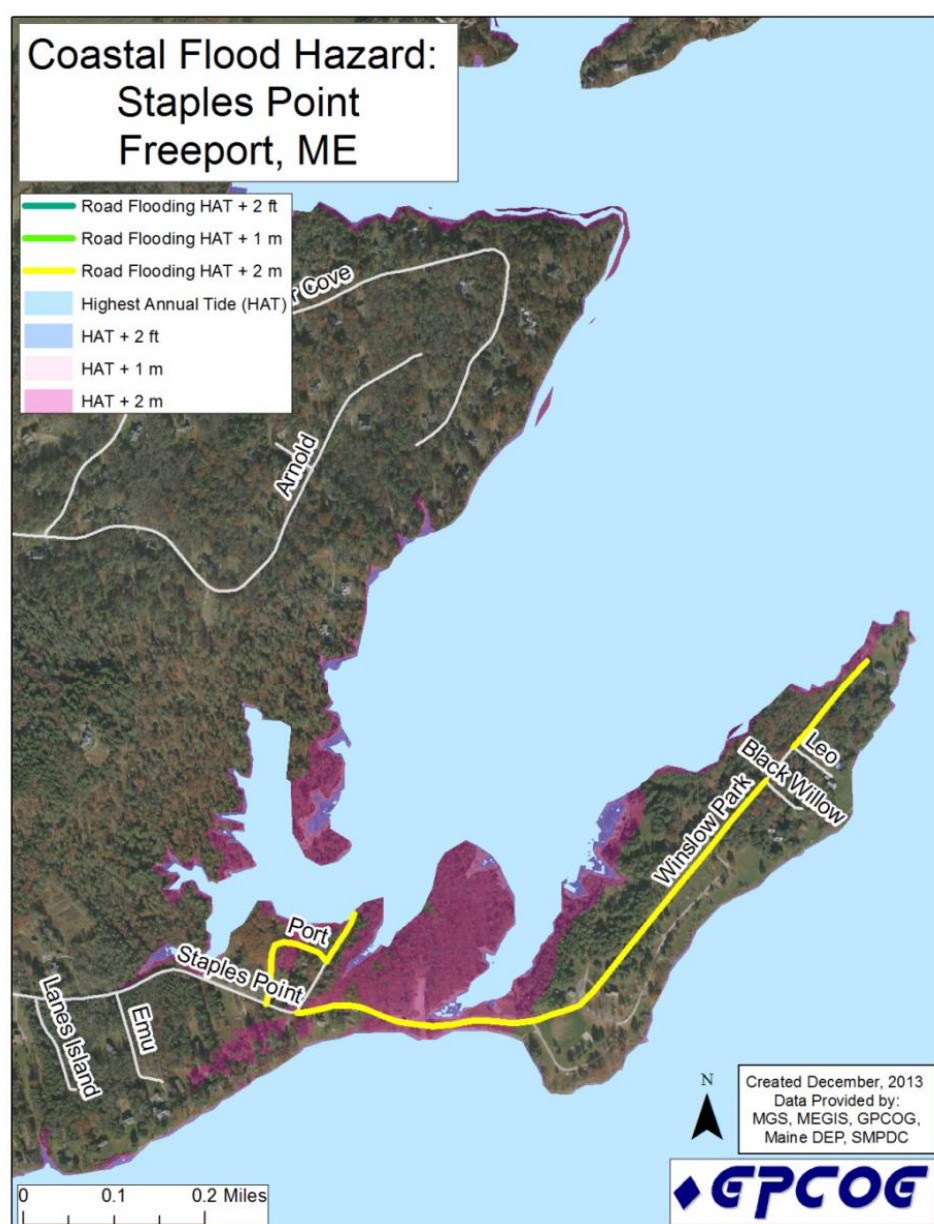 Coastal Flood Hazard:
Staples Point
Freeport, ME
Road Flooding HAT + 2 ft
Road Flooding HAT + 1 m
Road Flooding HAT + 2 m
Highest Annual Tide (HAT)
HAT + 2 ft
HAT + 1 m
HAT + 2 m
r Cove
Arnold
Leo
Black Willow
Winslow Park
Port
Staples Point
Lanes Island
Emu
N
Created December, 2013
Data Provided by:
MGS, MEGIS, GPCOG,
Maine DEP, SMPDC
0 0.1 0.2 Miles
GPCOG